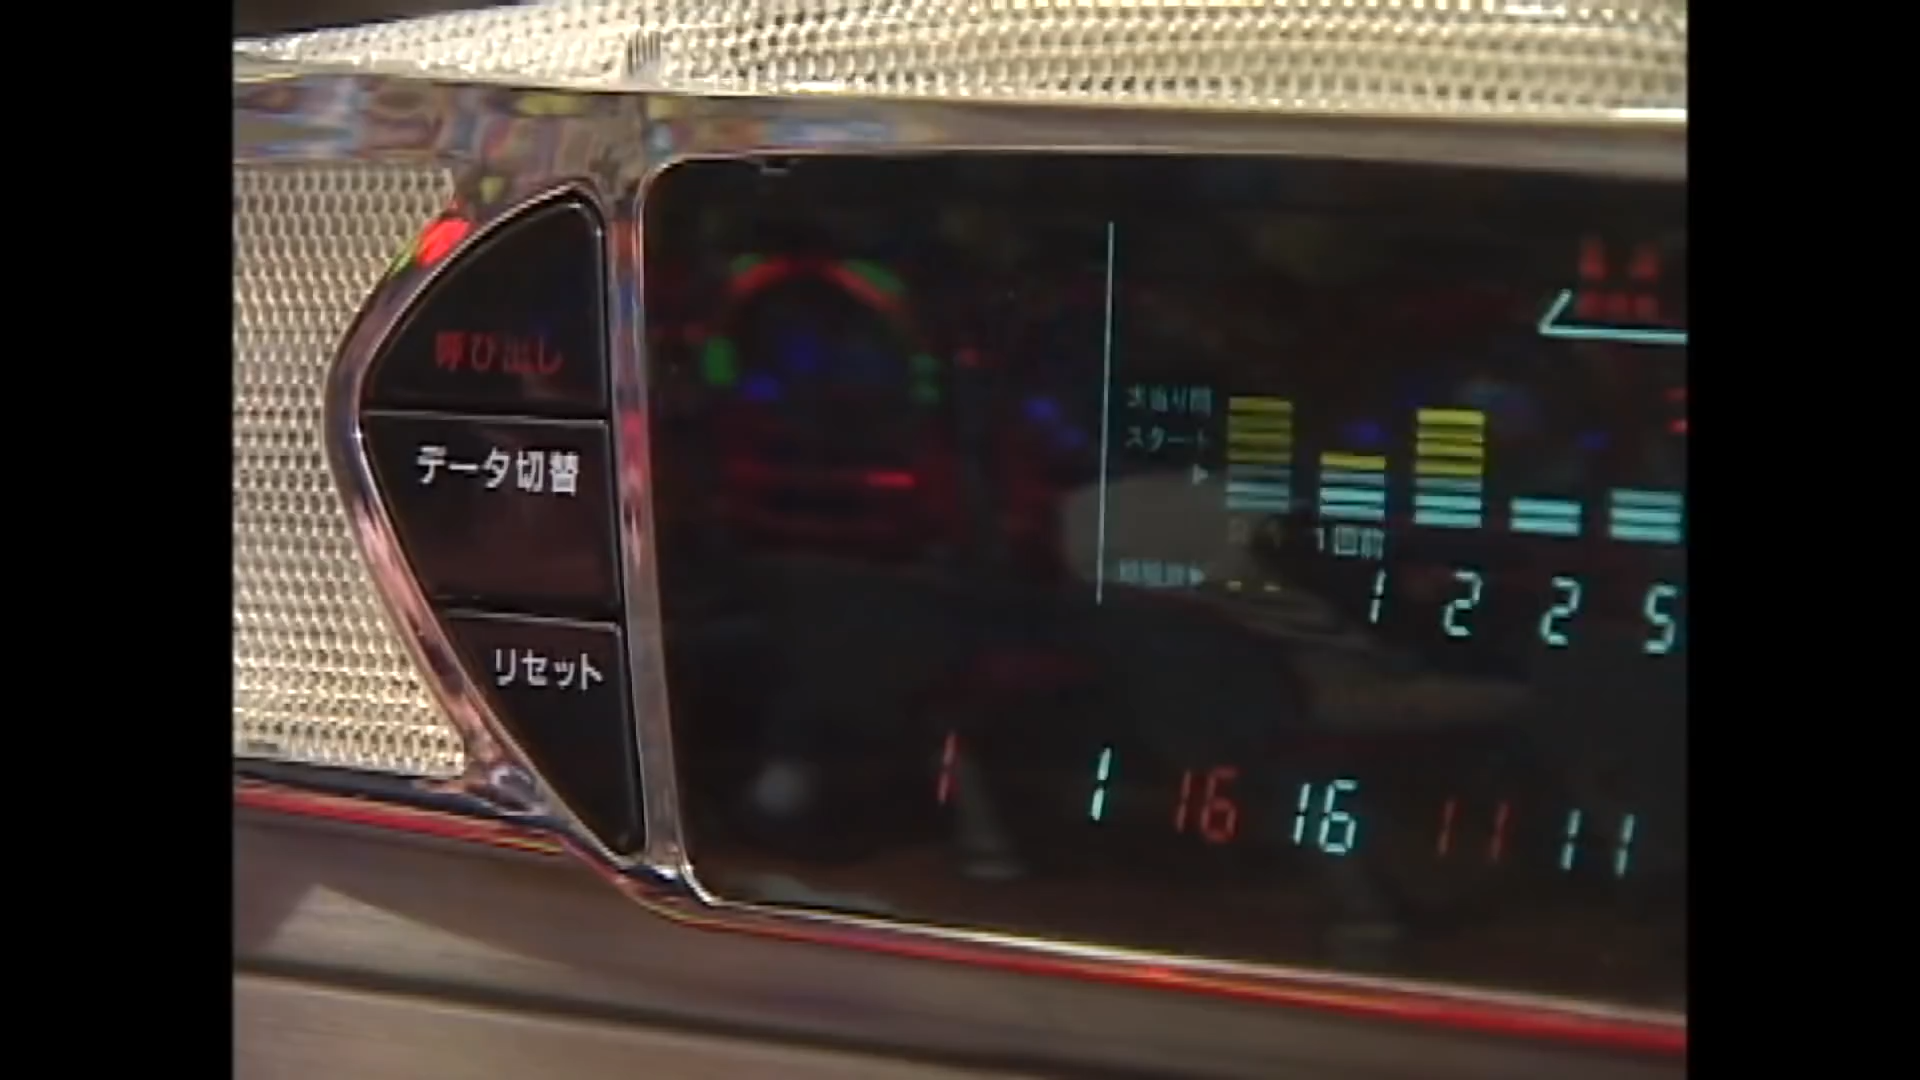 呼び出し
データ切替
リセット
大当り間
スタート
1回前
1 2 2 5
1 1 16 16 11 11